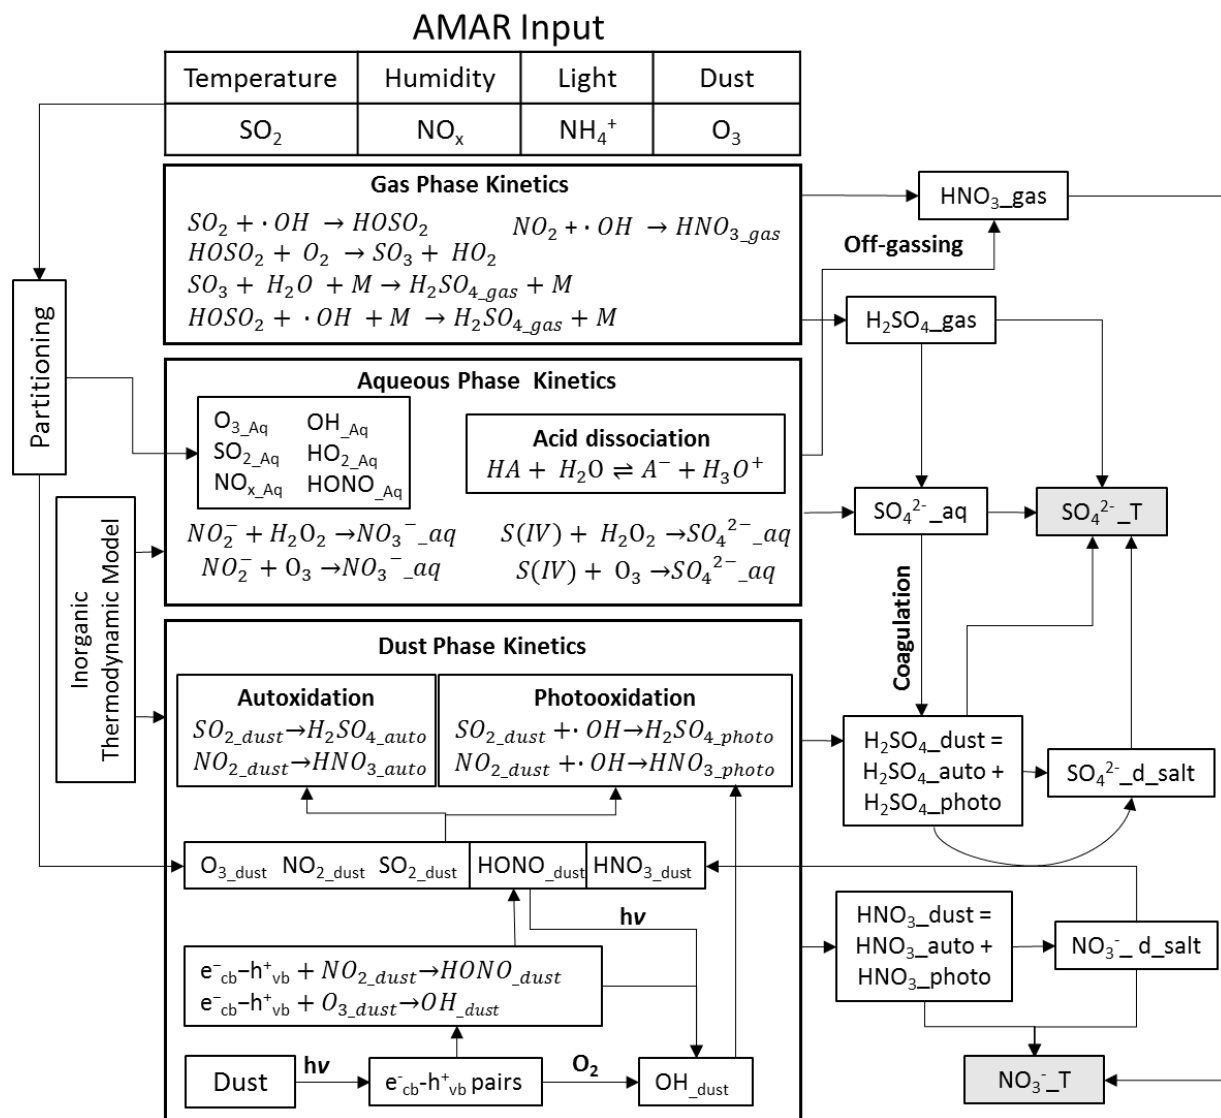 AMAR Input
Temperature Humidity Light Dust
SO₂ NOₓ NH₄⁺ O₃
Gas Phase Kinetics
SO₂ + ·OH → HOSO₂
HOSO₂ + O₂ → SO₃ + HO₂
SO₃ + H₂O + M → H₂SO₄_gas + M
HOSO₂ + ·OH + M → H₂SO₄_gas + M
NO₂ + ·OH → HNO₃_gas
HNO₃_gas
Off-gassing
H₂SO₄_gas
Partitioning
Aqueous Phase Kinetics
O₃_Aq OH_Aq
SO₂_Aq HO₂_Aq
NOₓ_Aq HONO_Aq
Acid dissociation
HA + H₂O ⇌ A⁻ + H₃O⁺
NO₂⁻ + H₂O₂ →NO₃⁻_aq
NO₂⁻ + O₃ →NO₃⁻_aq
S(IV) + H₂O₂ →SO₄²⁻_aq
S(IV) + O₃ →SO₄²⁻_aq
SO₄²⁻_aq
SO₄²⁻_T
Inorganic
Thermodynamic Model
Coagulation
Dust Phase Kinetics
Autoxidation
SO₂_dust→H₂SO₄_auto
NO₂_dust→HNO₃_auto
Photooxidation
SO₂_dust + ·OH→H₂SO₄_photo
NO₂_dust + ·OH→HNO₃_photo
H₂SO₄_dust =
H₂SO₄_auto +
H₂SO₄_photo
SO₄²⁻_d_salt
O₃_dust NO₂_dust SO₂_dust HONO_dust HNO₃_dust
hν
e⁻cb–h⁺vb + NO₂_dust→HONO_dust
e⁻cb–h⁺vb + O₃_dust→OH_dust
HNO₃_dust =
HNO₃_auto +
HNO₃_photo
NO₃⁻_ d_salt
Dust
hν
e⁻cb–h⁺vb pairs
O₂
OH_dust
NO₃⁻_T